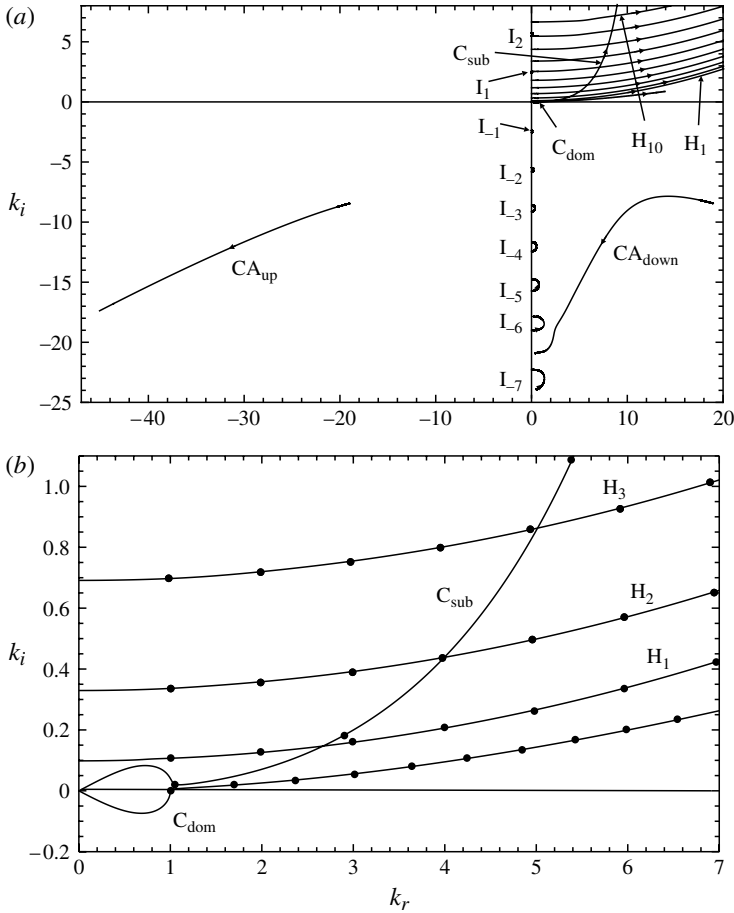 (a)
5
0
−5
−10
−15
−20
−25
k_i
−40
−30
−20
−10
0
10
20
I_2
C_sub
I_1
I_−1
I_−2
I_−3
I_−4
I_−5
I_−6
I_−7
C_dom
H_10
H_1
CA_up
CA_down
(b)
1.0
0.8
0.6
0.4
0.2
0
−0.2
k_i
H_3
C_sub
H_2
H_1
C_dom
0
1
2
3
4
5
6
7
k_r